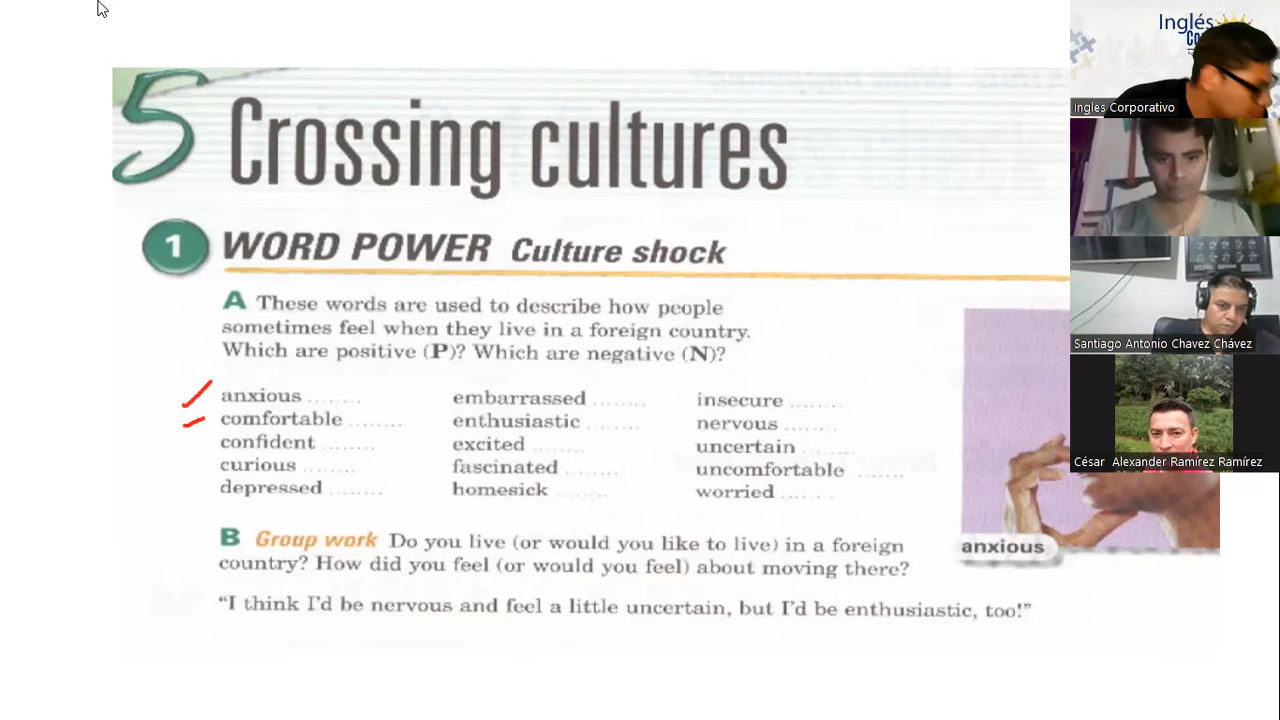 5 Crossing cultures
1 WORD POWER Culture shock
A These words are used to describe how people
sometimes feel when they live in a foreign country.
Which are positive (P)? Which are negative (N)?
anxious ........ embarrassed ........ insecure ........
comfortable ........ enthusiastic ........ nervous ........
confident ........ excited ........ uncertain ........
curious ........ fascinated ........ uncomfortable ........
depressed ........ homesick ........ worried ........
B Group work Do you live (or would you like to live) in a foreign
country? How did you feel (or would you feel) about moving there?
"I think I'd be nervous and feel a little uncertain, but I'd be enthusiastic, too!"
anxious
Inglés
Ingles Corporativo
Santiago Antonio Chavez Chávez
César Alexander Ramírez Ramírez